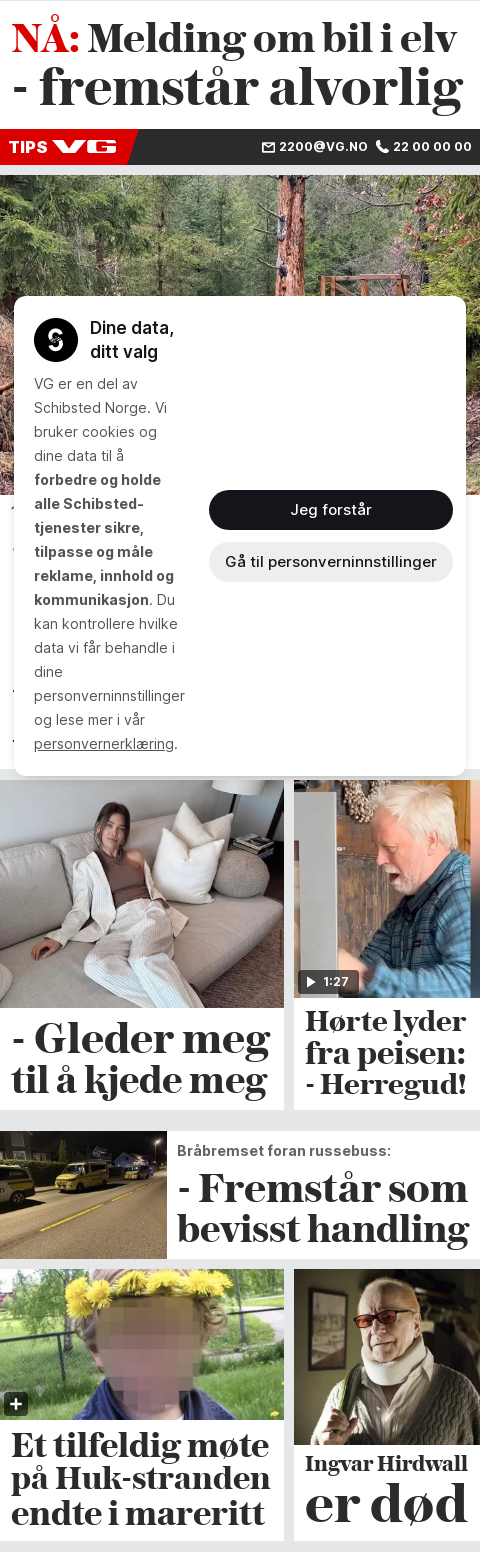 NÅ: Melding om bil i elv
- fremstår alvorlig
TIPS VG
2200@VG.NO 22 00 00 00
Dine data,
ditt valg
VG er en del av
Schibsted Norge. Vi
bruker cookies og
dine data til å
forbedre og holde
alle Schibsted-
tjenester sikre,
tilpasse og måle
reklame, innhold og
kommunikasjon. Du
kan kontrollere hvilke
data vi får behandle i
dine
personverninnstillinger
og lese mer i vår
personvernerklæring.
Jeg forstår
Gå til personverninnstillinger
- Gleder meg
til å kjede meg
1:27
Hørte lyder
fra peisen:
- Herregud!
Bråbremset foran russebuss:
- Fremstår som
bevisst handling
Et tilfeldig møte
på Huk-stranden
endte i mareritt
Ingvar Hirdwall
er død